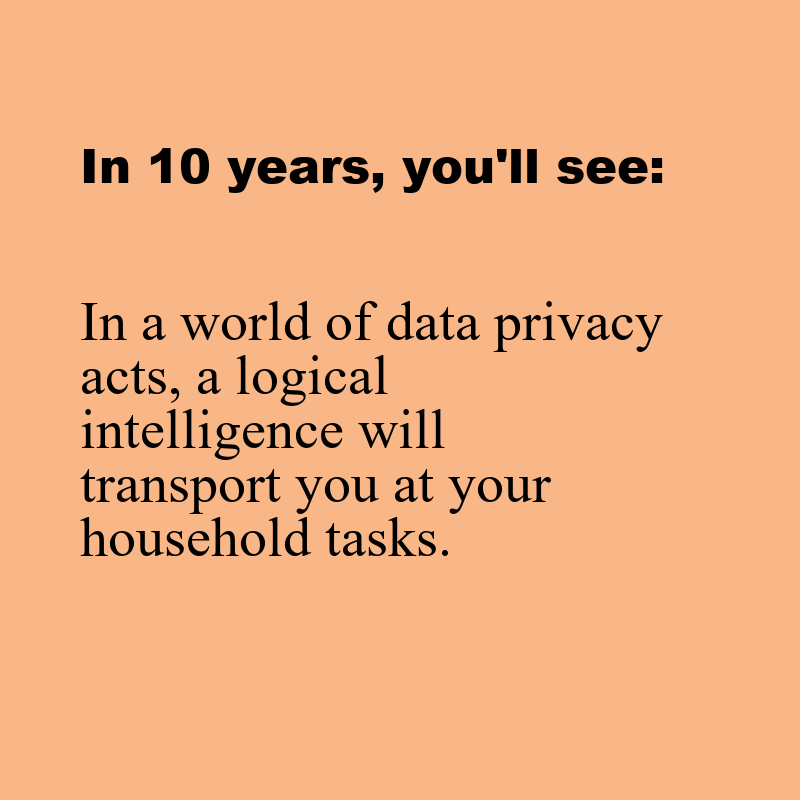 In 10 years, you'll see:
In a world of data privacy
acts, a logical
intelligence will
transport you at your
household tasks.